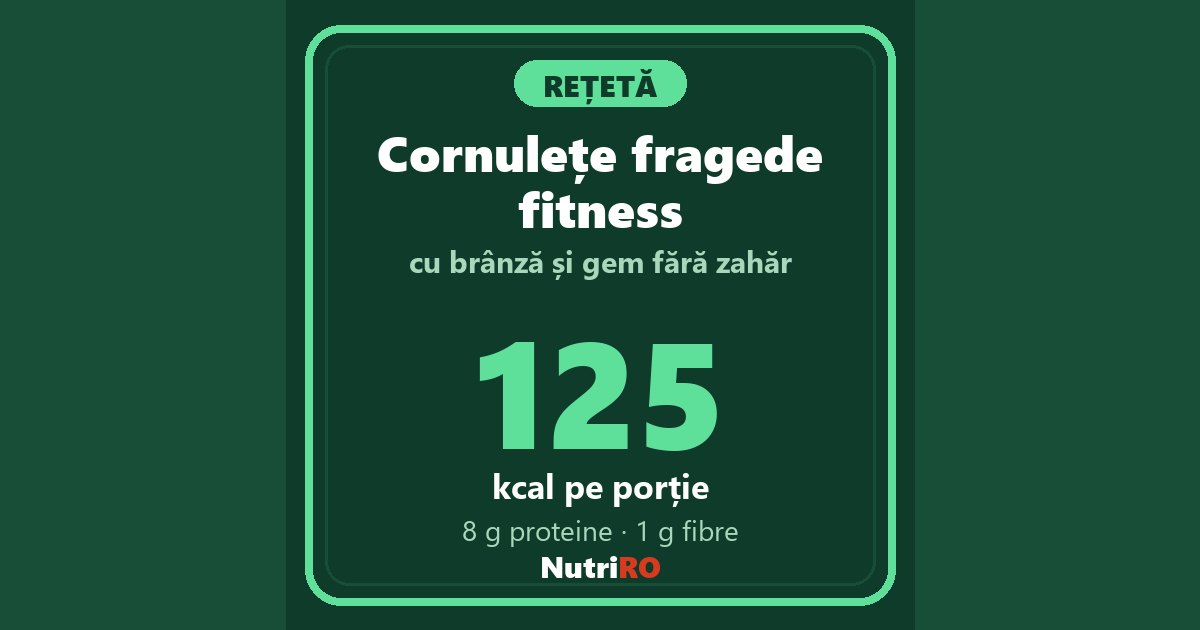 REȚETĂ
Cornulețe fragede
fitness
cu brânză și gem fără zahăr
125
kcal pe porție
8 g proteine · 1 g fibre
NutriRO